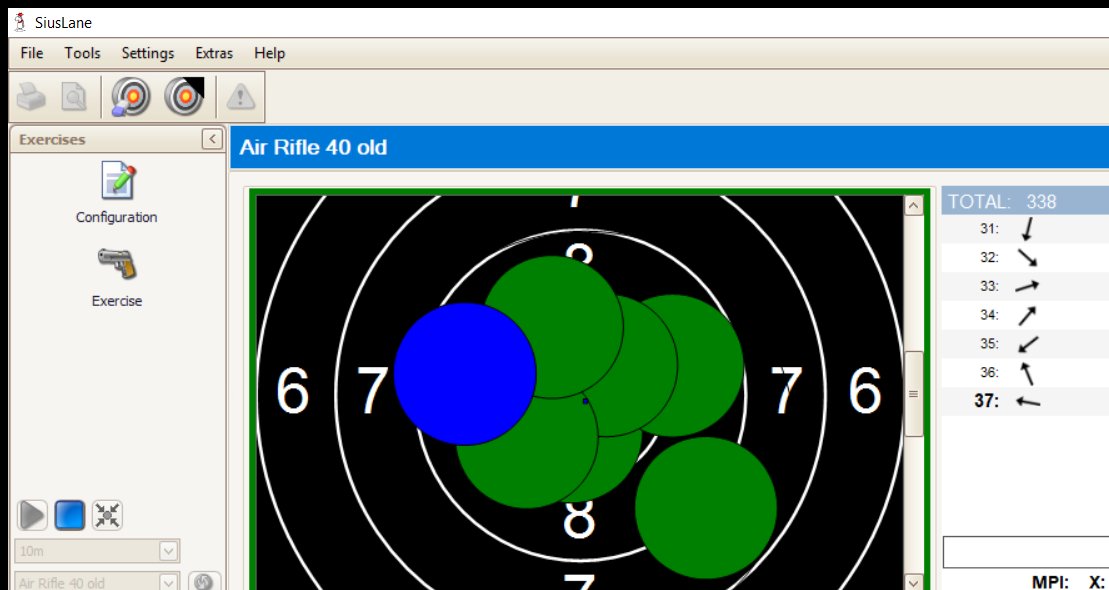 SiusLane
File Tools Settings Extras Help
Exercises
Air Rifle 40 old
Configuration
Exercise
10m
Air Rifle 40 old
7
8
6 7 7 6
8
7
TOTAL: 338
31:
32:
33:
34:
35:
36:
37:
MPI: X: